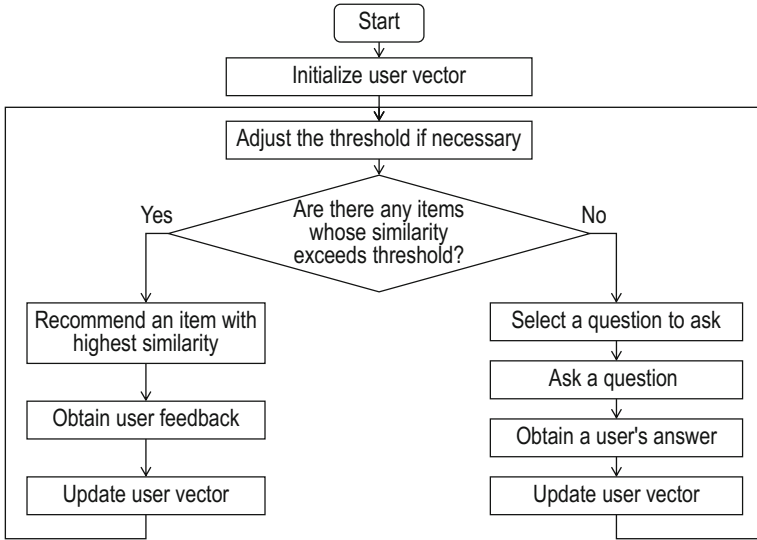 Start
Initialize user vector
Adjust the threshold if necessary
Are there any items
whose similarity
exceeds threshold?
Yes
No
Recommend an item with
highest similarity
Obtain user feedback
Update user vector
Select a question to ask
Ask a question
Obtain a user's answer
Update user vector